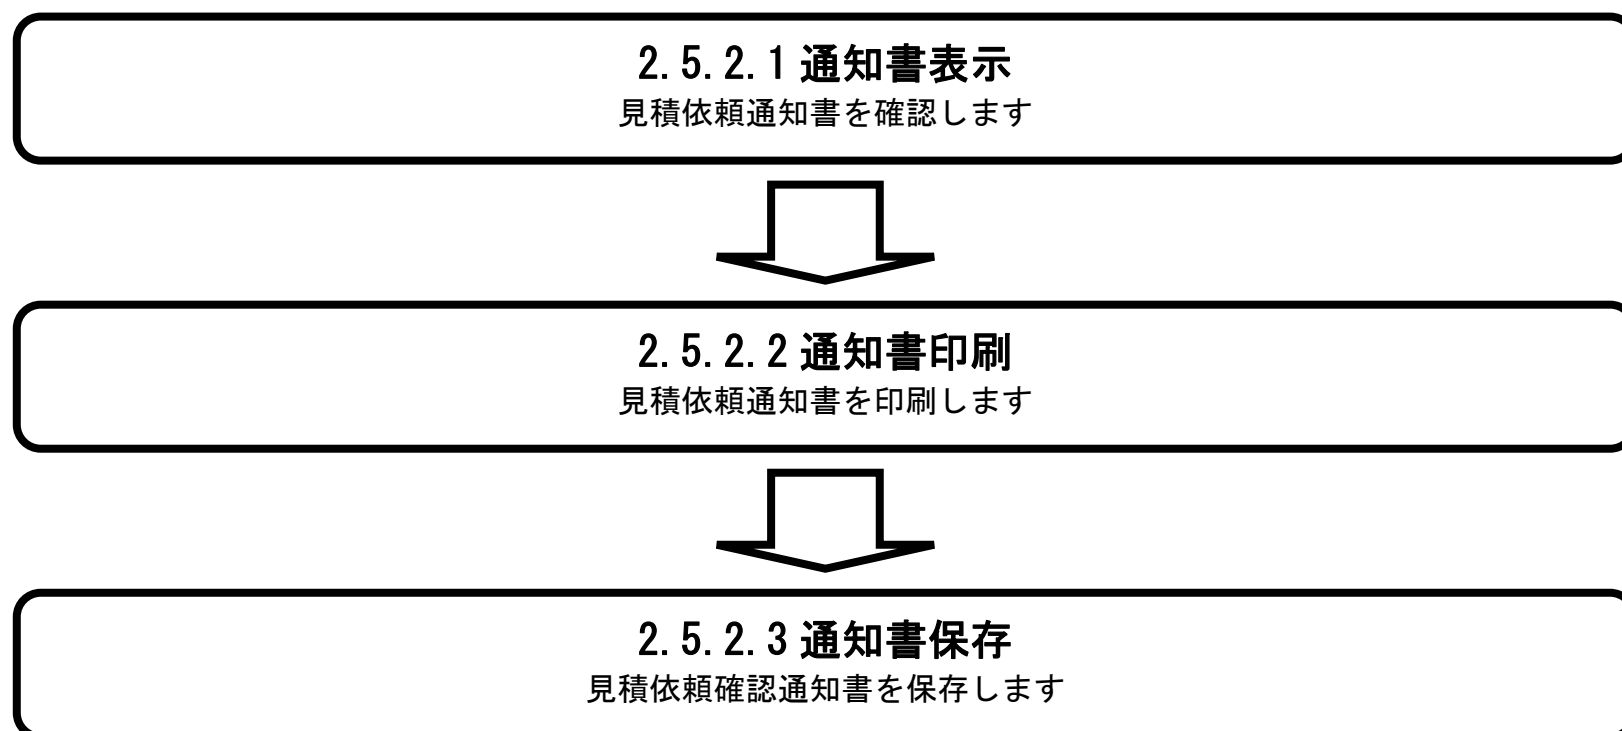 2.5.2.1 通知書表示
見積依頼通知書を確認します
2.5.2.2 通知書印刷
見積依頼通知書を印刷します
2.5.2.3 通知書保存
見積依頼確認通知書を保存します